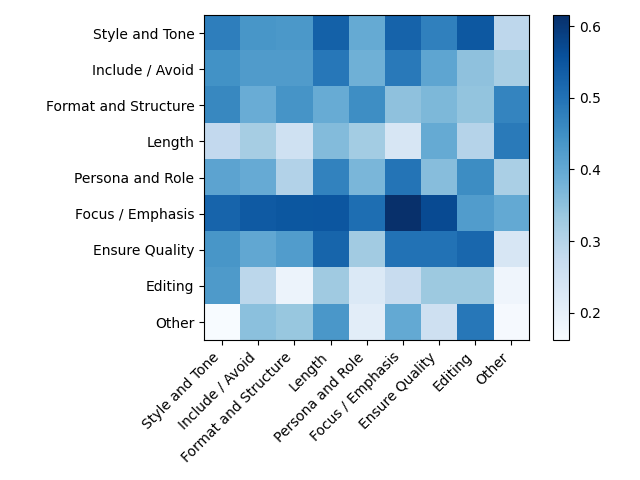 Style and Tone
Include / Avoid
Format and Structure
Length
Persona and Role
Focus / Emphasis
Ensure Quality
Editing
Other
0.6
0.5
0.4
0.3
0.2
Style and Tone
Include / Avoid
Format and Structure
Length
Persona and Role
Focus / Emphasis
Ensure Quality
Editing
Other